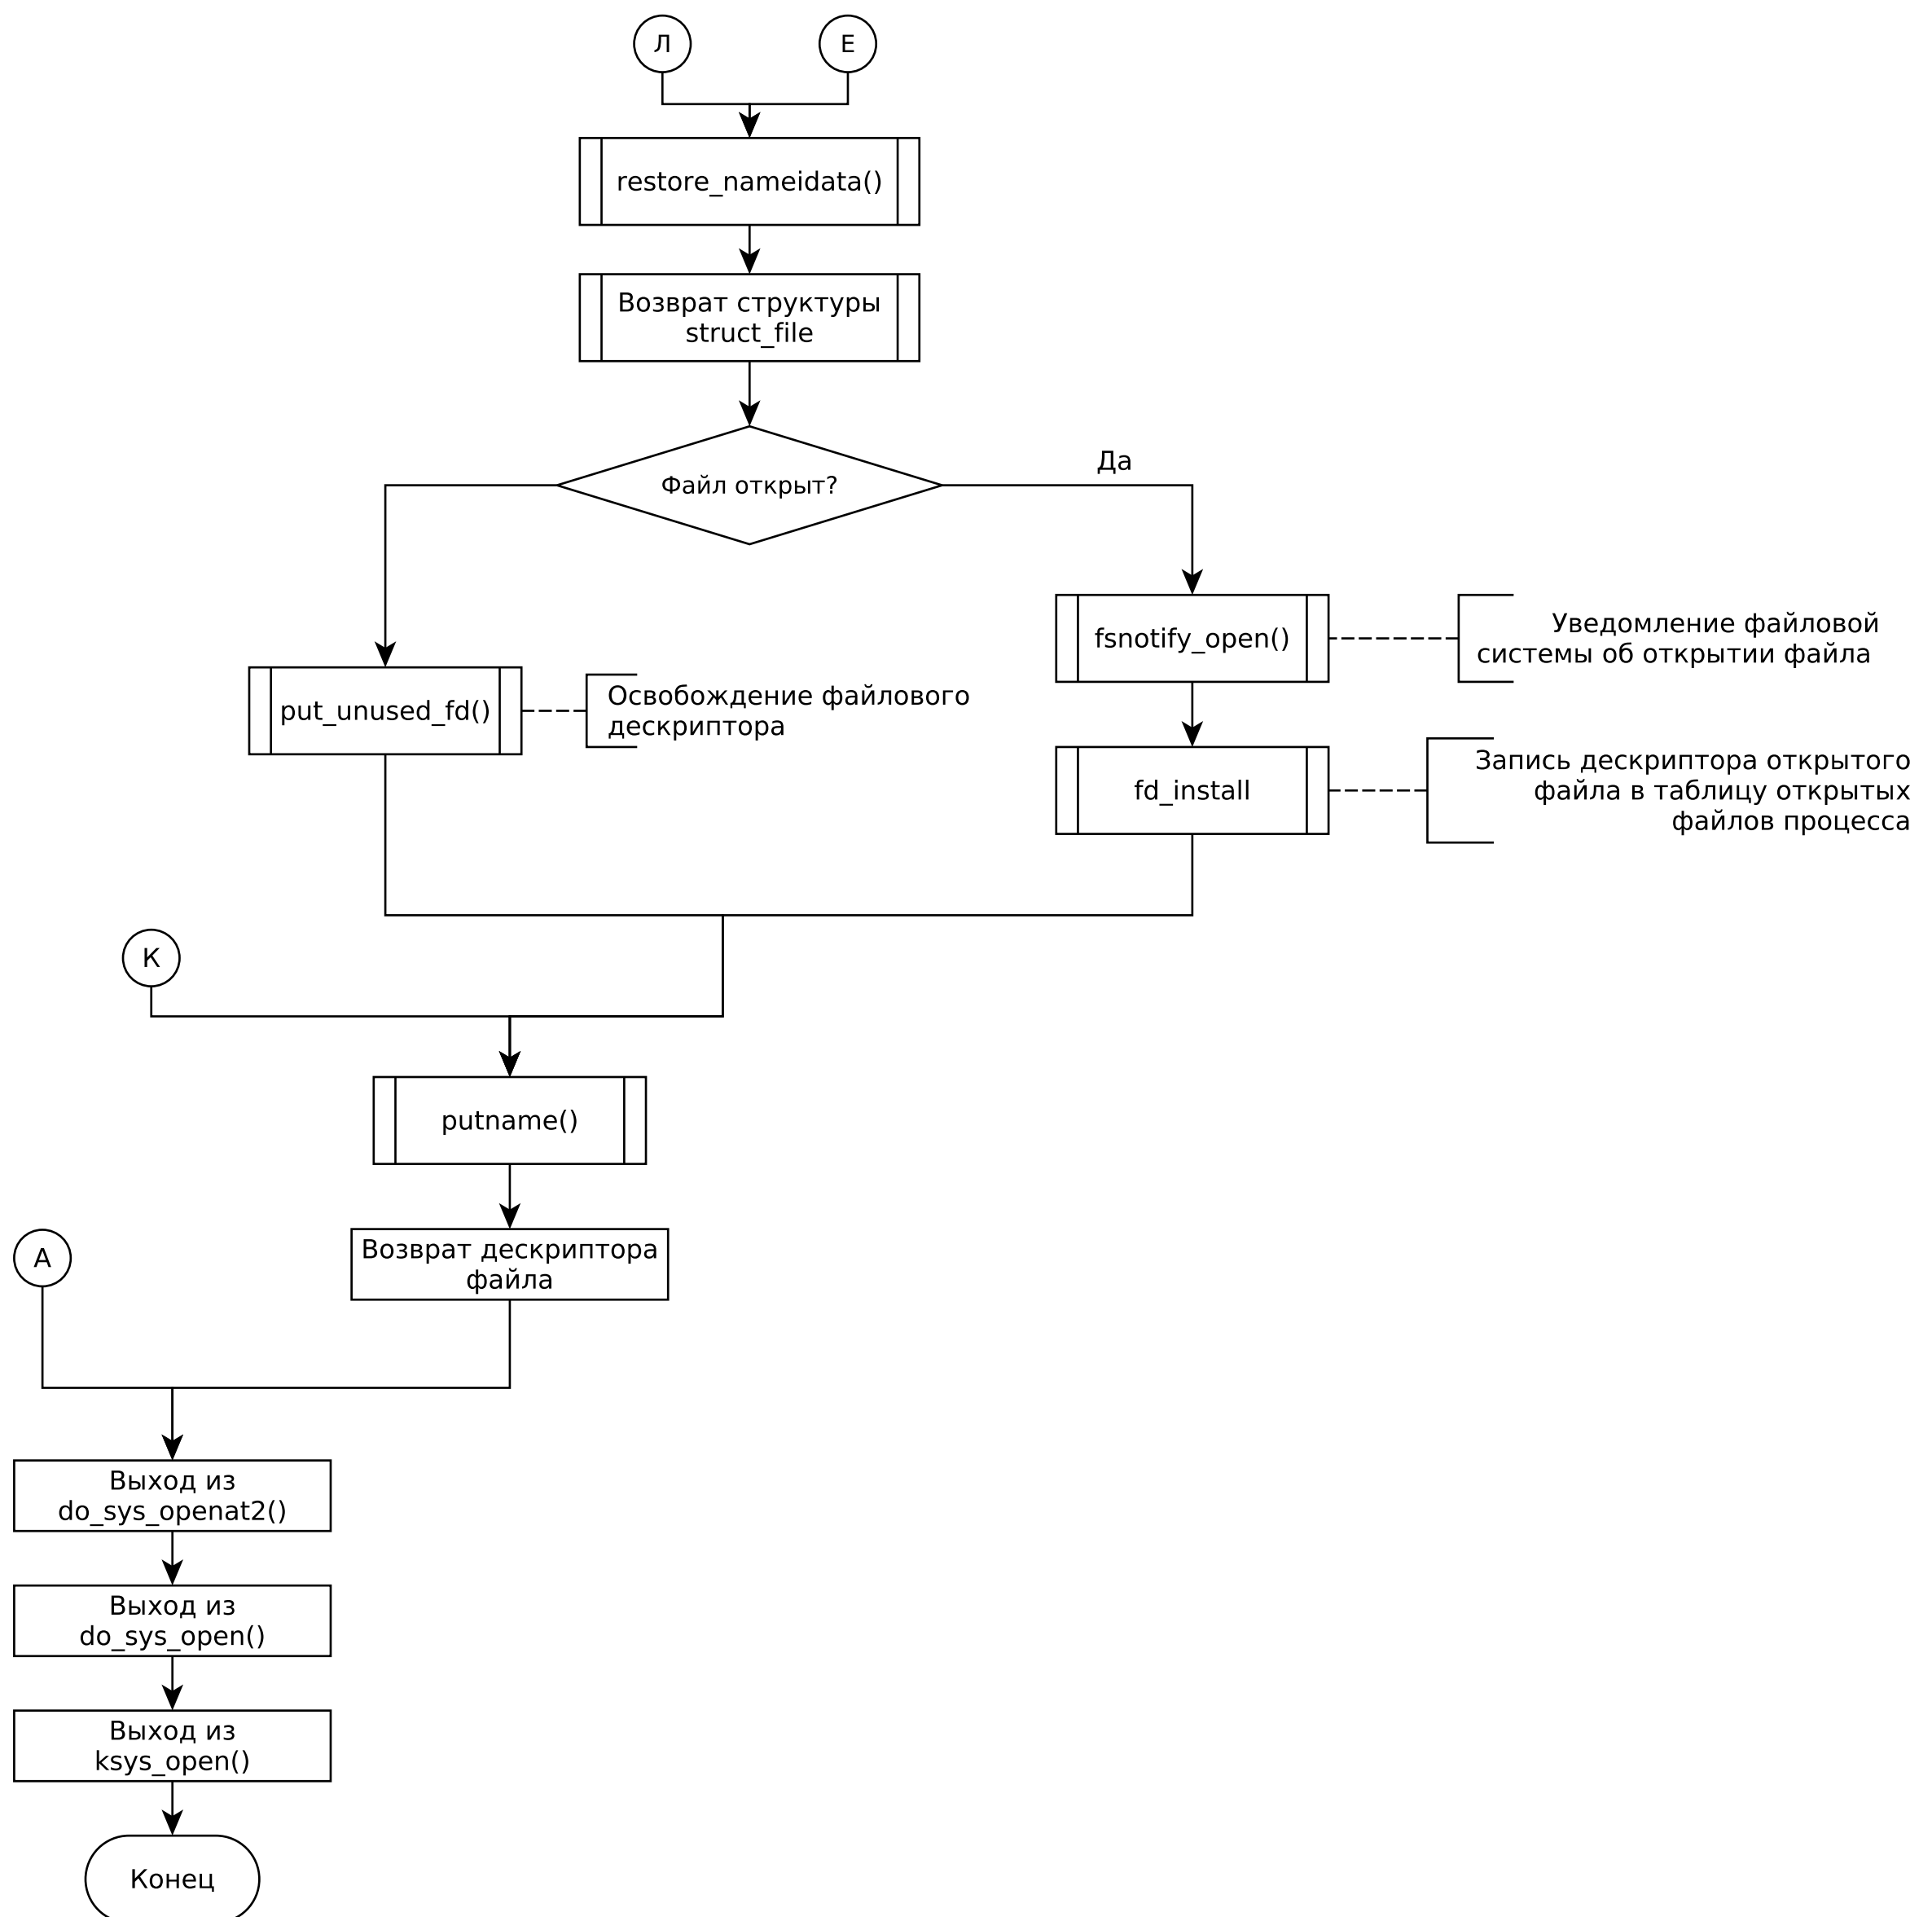 Л
Е
restore_nameidata()
Возврат структуры
struct_file
Да
Файл открыт?
fsnotify_open()
Уведомление файловой
системы об открытии файла
put_unused_fd()
Освобождение файлового
дескриптора
fd_install
Запись дескриптора открытого
файла в таблицу открытых
файлов процесса
К
putname()
А
Возврат дескриптора
файла
Выход из
do_sys_openat2()
Выход из
do_sys_open()
Выход из
ksys_open()
Конец